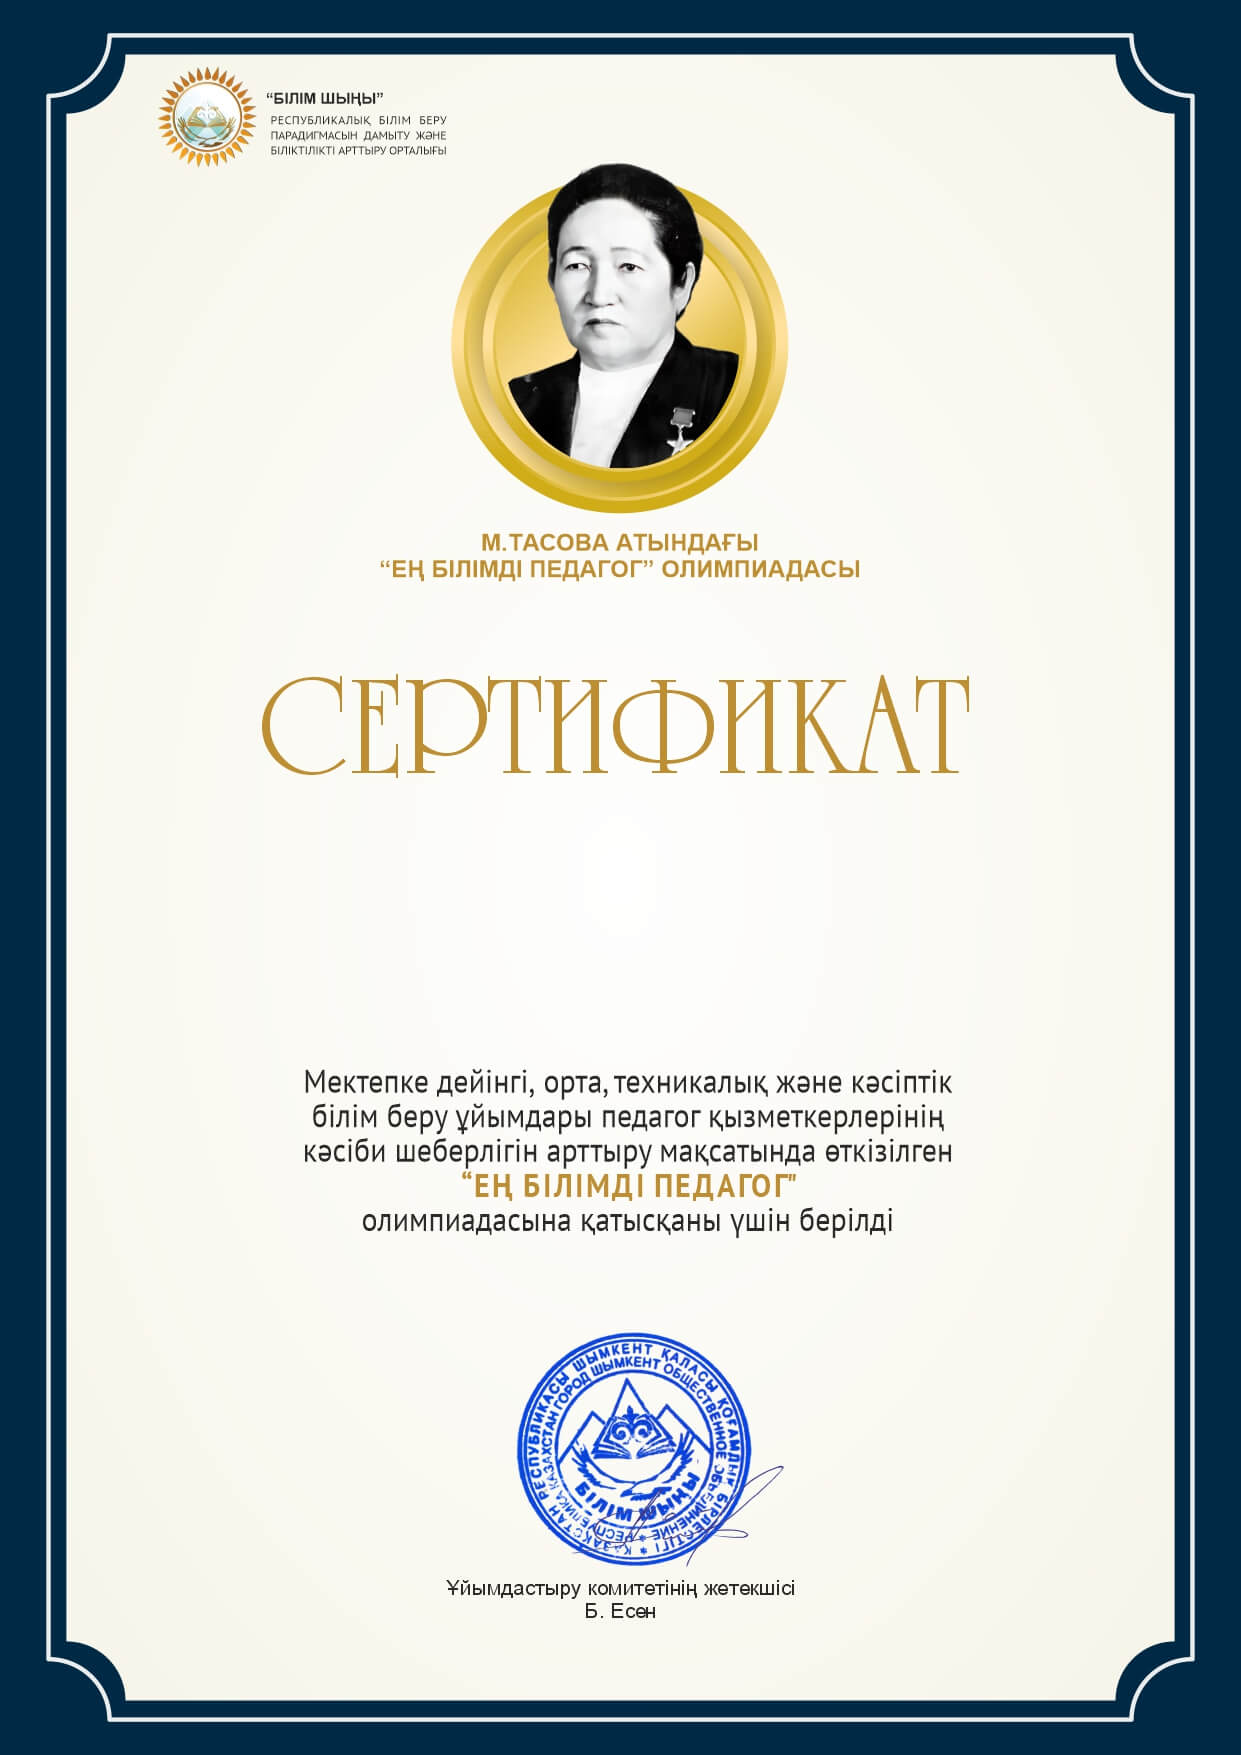 “БІЛІМ ШЫҢЫ”
РЕСПУБЛИКАЛЫҚ БІЛІМ БЕРУ
ПАРАДИГМАСЫН ДАМЫТУ ЖӘНЕ
БІЛІКТІЛІКТІ АРТТЫРУ ОРТАЛЫҒЫ
М.ТАСОВА АТЫНДАҒЫ
“ЕҢ БІЛІМДІ ПЕДАГОГ” ОЛИМПИАДАСЫ
СЕРТИФИКАТ
Мектепке дейінгі, орта, техникалық және кәсіптік
білім беру ұйымдары педагог қызметкерлерінің
кәсіби шеберлігін арттыру мақсатында өткізілген
“ЕҢ БІЛІМДІ ПЕДАГОГ"
олимпиадасына қатысқаны үшін берілді
ҚАЗАҚСТАН РЕСПУБЛИКАСЫ ШЫМКЕНТ ҚАЛАСЫ ҚОҒАМДЫҚ БІРЛЕСТІГІ *
РЕСПУБЛИКА КАЗАХСТАН ГОРОД ШЫМКЕНТ ОБЩЕСТВЕННОЕ ОБЪЕДИНЕНИЕ *
БІЛІМ ШЫҢЫ
Ұйымдастыру комитетінің жетекшісі
Б. Есен